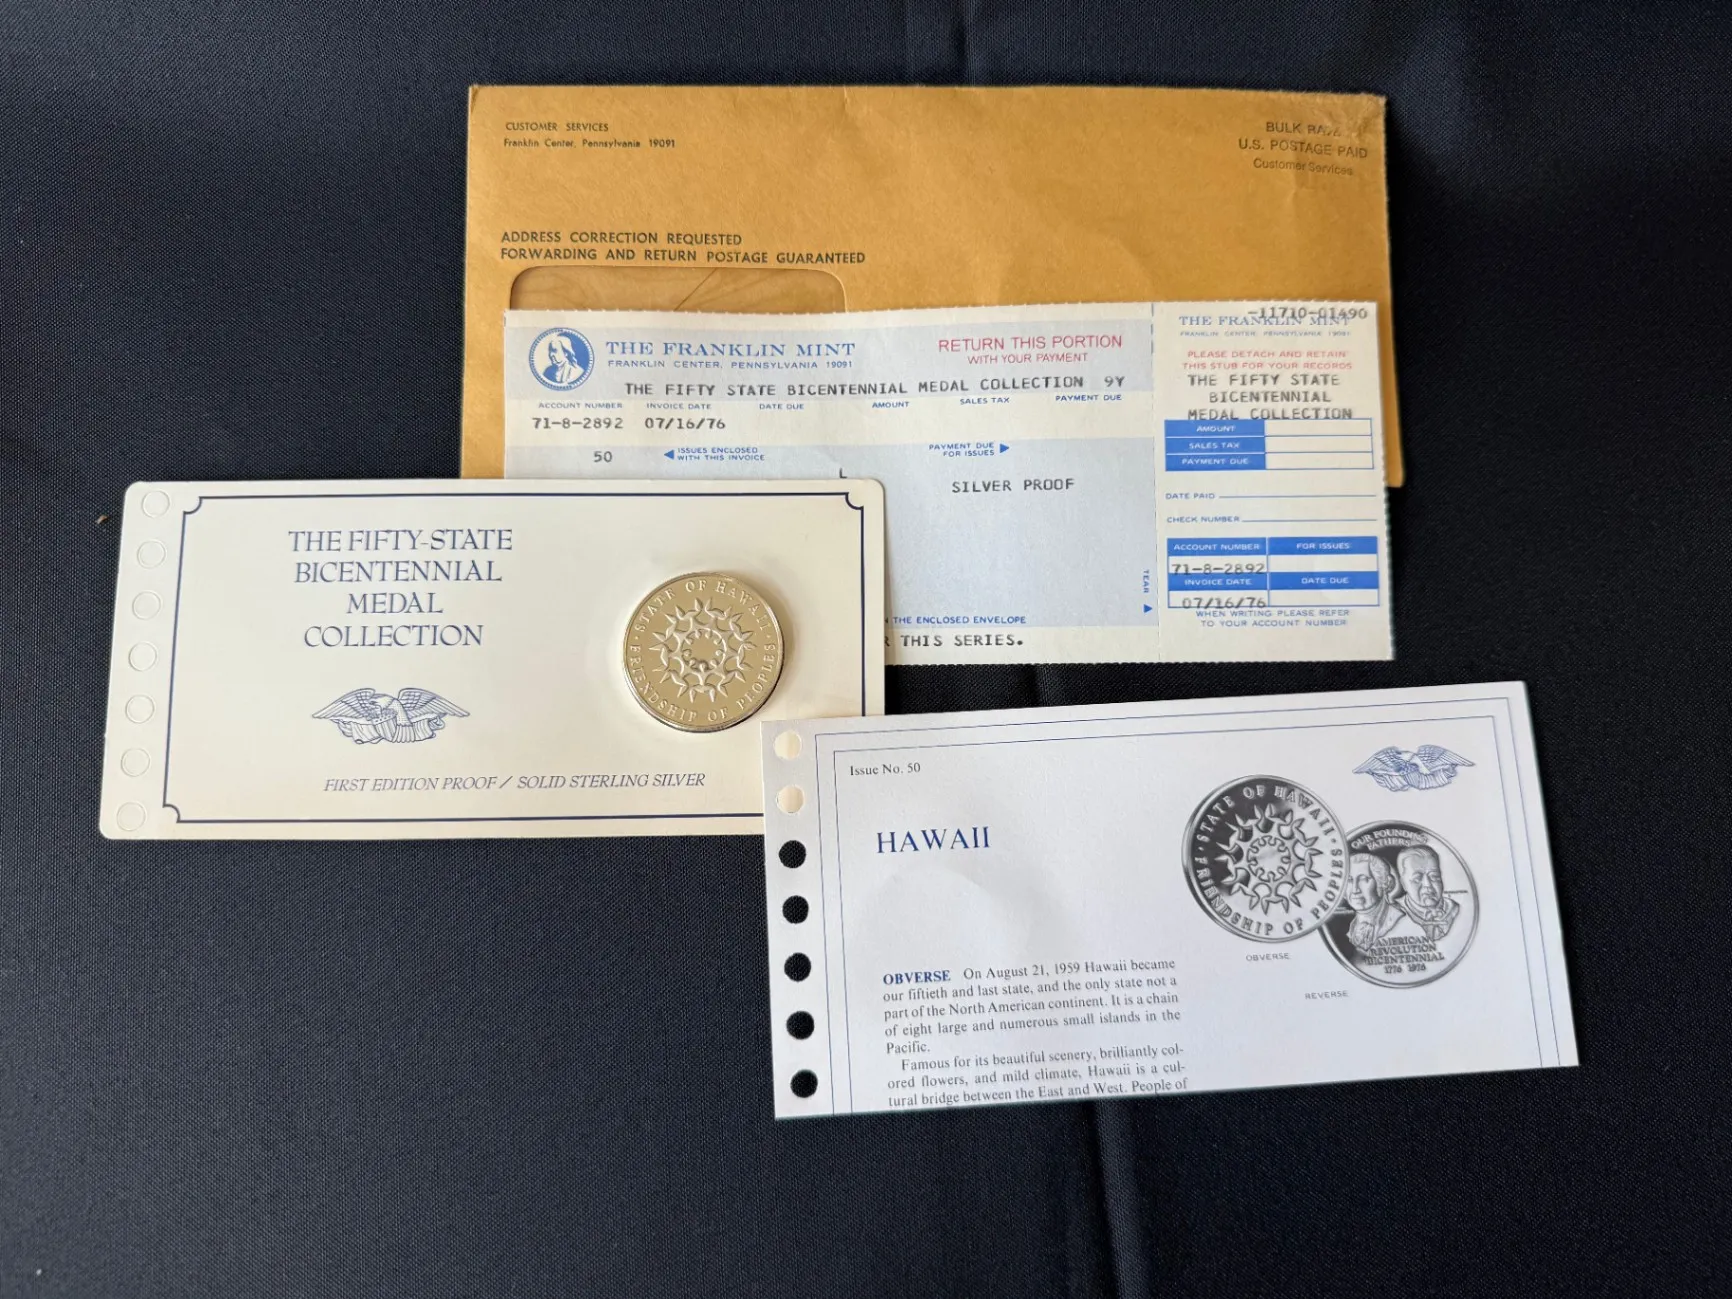 CUSTOMER SERVICES
Franklin Center, Pennsylvania 19091
BULK
U.S. POSTAGE PAID
Customer Services
ADDRESS CORRECTION REQUESTED
FORWARDING AND RETURN POSTAGE GUARANTEED
THE FRANKLIN MINT
FRANKLIN CENTER, PENNSYLVANIA 19091
RETURN THIS PORTION
WITH YOUR PAYMENT
THE FIFTY STATE BICENTENNIAL MEDAL COLLECTION 9Y
ACCOUNT NUMBER INVOICE DATE DATE DUE AMOUNT SALES TAX PAYMENT DUE
71-8-2892 07/16/76
50 ◀ ISSUES ENCLOSED
WITH THIS INVOICE
PAYMENT DUE ▶
FOR ISSUES
L
SILVER PROOF
TEAR ▲
THE ENCLOSED ENVELOPE
R THIS SERIES.
-11710-01490
THE FRANKLIN MINT
FRANKLIN CENTER, PENNSYLVANIA 19091
PLEASE DETACH AND RETAIN
THIS STUB FOR YOUR RECORDS
THE FIFTY STATE
BICENTENNIAL
MEDAL COLLECTION
AMOUNT
SALES TAX
PAYMENT DUE
DATE PAID
CHECK NUMBER
ACCOUNT NUMBER FOR ISSUES
71-8-2892
INVOICE DATE DATE DUE
07/16/76
WHEN WRITING PLEASE REFER
TO YOUR ACCOUNT NUMBER
THE FIFTY-STATE
BICENTENNIAL
MEDAL
COLLECTION
FIRST EDITION PROOF / SOLID STERLING SILVER
· STATE OF HAWAII ·
FRIENDSHIP OF PEOPLES
Issue No. 50
HAWAII
OBVERSE On August 21, 1959 Hawaii became
our fiftieth and last state, and the only state not a
part of the North American continent. It is a chain
of eight large and numerous small islands in the
Pacific.
Famous for its beautiful scenery, brilliantly col-
ored flowers, and mild climate, Hawaii is a cul-
tural bridge between the East and West. People of
· STATE OF HAWAII ·
FRIENDSHIP OF PEOPLES
OBVERSE
OUR FOUNDING
FATHERS
AMERICAN
REVOLUTION
BICENTENNIAL
1776 1976
REVERSE